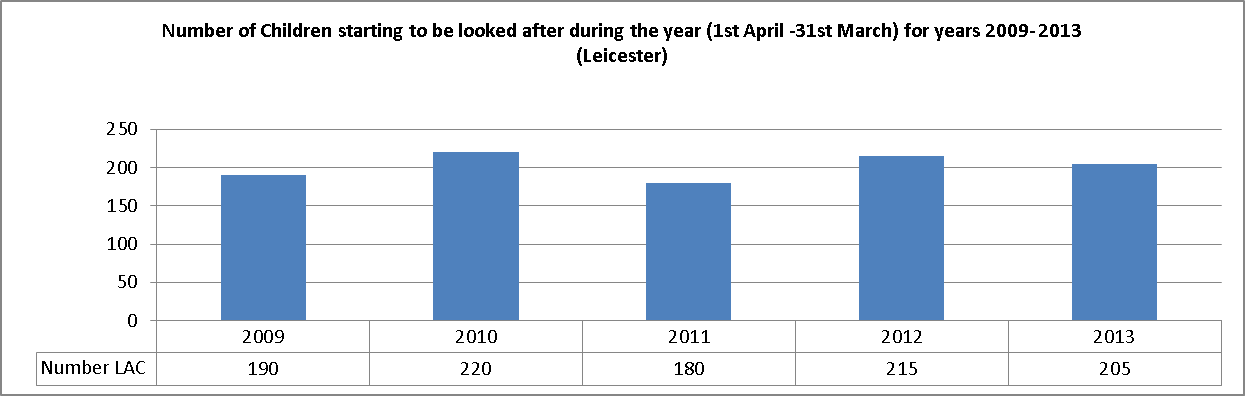 Number of Children starting to be looked after during the year (1st April -31st March) for years 2009-2013
(Leicester)
250
200
150
100
50
0
2009 2010 2011 2012 2013
Number LAC 190 220 180 215 205